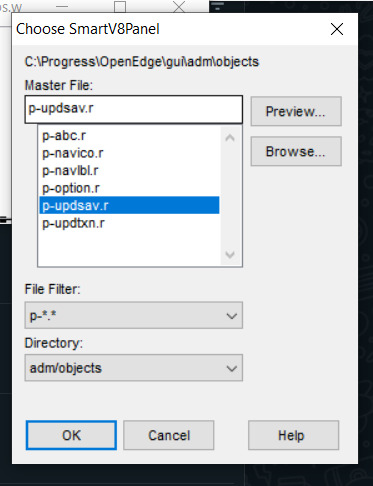 os.w
Choose SmartV8Panel
C:\Progress\OpenEdge\gui\adm\objects
Master File:
p-updsav.r
Preview...
p-abc.r
Browse...
p-navico.r
p-navlbl.r
p-option.r
p-updsav.r
p-updtxn.r
File Filter:
p-*.*
Directory:
adm/objects
OK Cancel Help